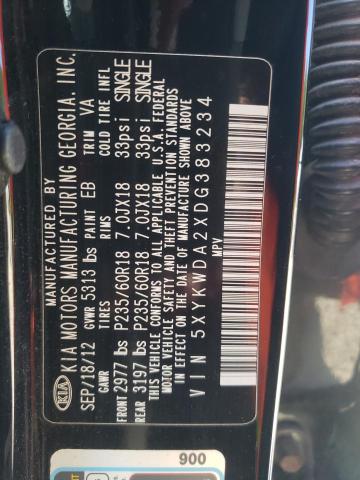 MANUFACTURED BY
KIA KIA MOTORS MANUFACTURING GEORGIA, INC.
SEP/18/12 GVWR 5313 lbs PAINT EB TRIM VA
GAWR TIRES COLD TIRE INFL
FRONT 2977 lbs P235/60R18 7.0JX18 33psi SINGLE
REAR 3197 lbs P235/60R18 7.0JX18 33psi SINGLE
THIS VEHICLE CONFORMS TO ALL APPLICABLE U.S.A. FEDERAL
MOTOR VEHICLE SAFETY AND THEFT PREVENTION STANDARDS
IN EFFECT ON THE DATE OF MANUFACTURE SHOWN ABOVE.
VIN 5XYKWDA2XDG383234
MPV
900